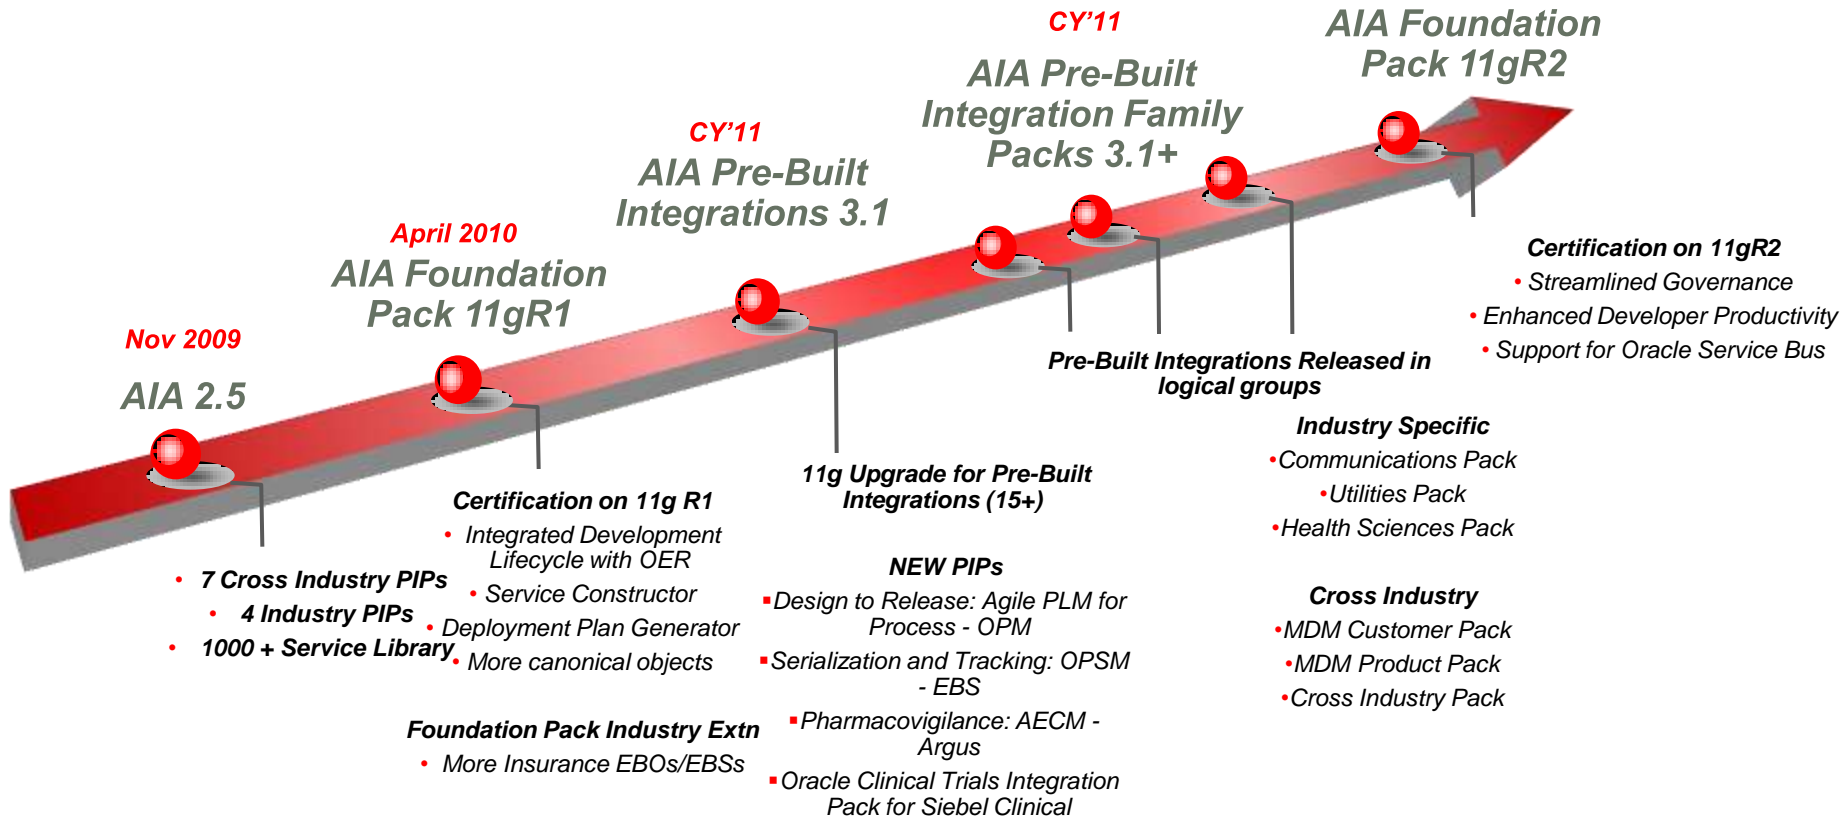 Nov 2009
AIA 2.5
• 7 Cross Industry PIPs
• 4 Industry PIPs
• 1000 + Service Library
April 2010
AIA Foundation
Pack 11gR1
Certification on 11g R1
• Integrated Development
Lifecycle with OER
• Service Constructor
• Deployment Plan Generator
• More canonical objects
Foundation Pack Industry Extn
• More Insurance EBOs/EBSs
CY'11
AIA Pre-Built
Integrations 3.1
11g Upgrade for Pre-Built
Integrations (15+)
NEW PIPs
▪Design to Release: Agile PLM for
Process - OPM
▪Serialization and Tracking: OPSM
- EBS
▪Pharmacovigilance: AECM -
Argus
▪Oracle Clinical Trials Integration
Pack for Siebel Clinical
CY'11
AIA Pre-Built
Integration Family
Packs 3.1+
Pre-Built Integrations Released in
logical groups
Industry Specific
•Communications Pack
•Utilities Pack
•Health Sciences Pack
Cross Industry
•MDM Customer Pack
•MDM Product Pack
•Cross Industry Pack
AIA Foundation
Pack 11gR2
Certification on 11gR2
• Streamlined Governance
• Enhanced Developer Productivity
• Support for Oracle Service Bus